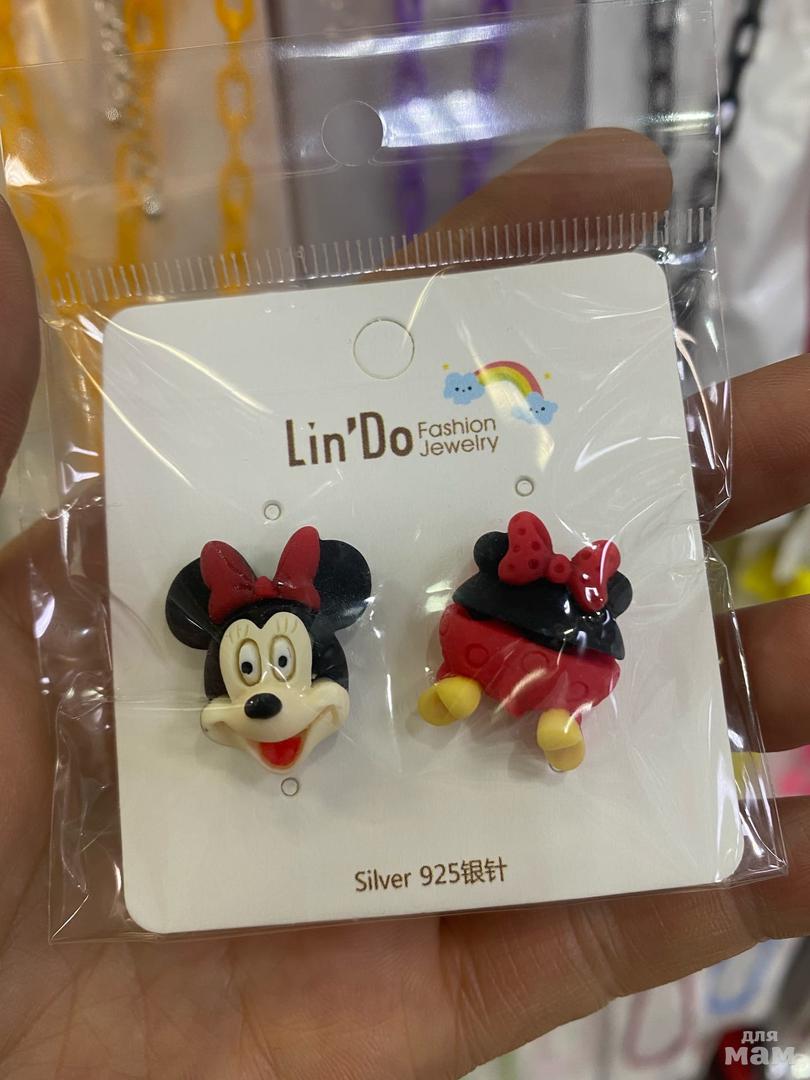 Lin'Do Fashion Jewelry
Silver 925银针
для
мам